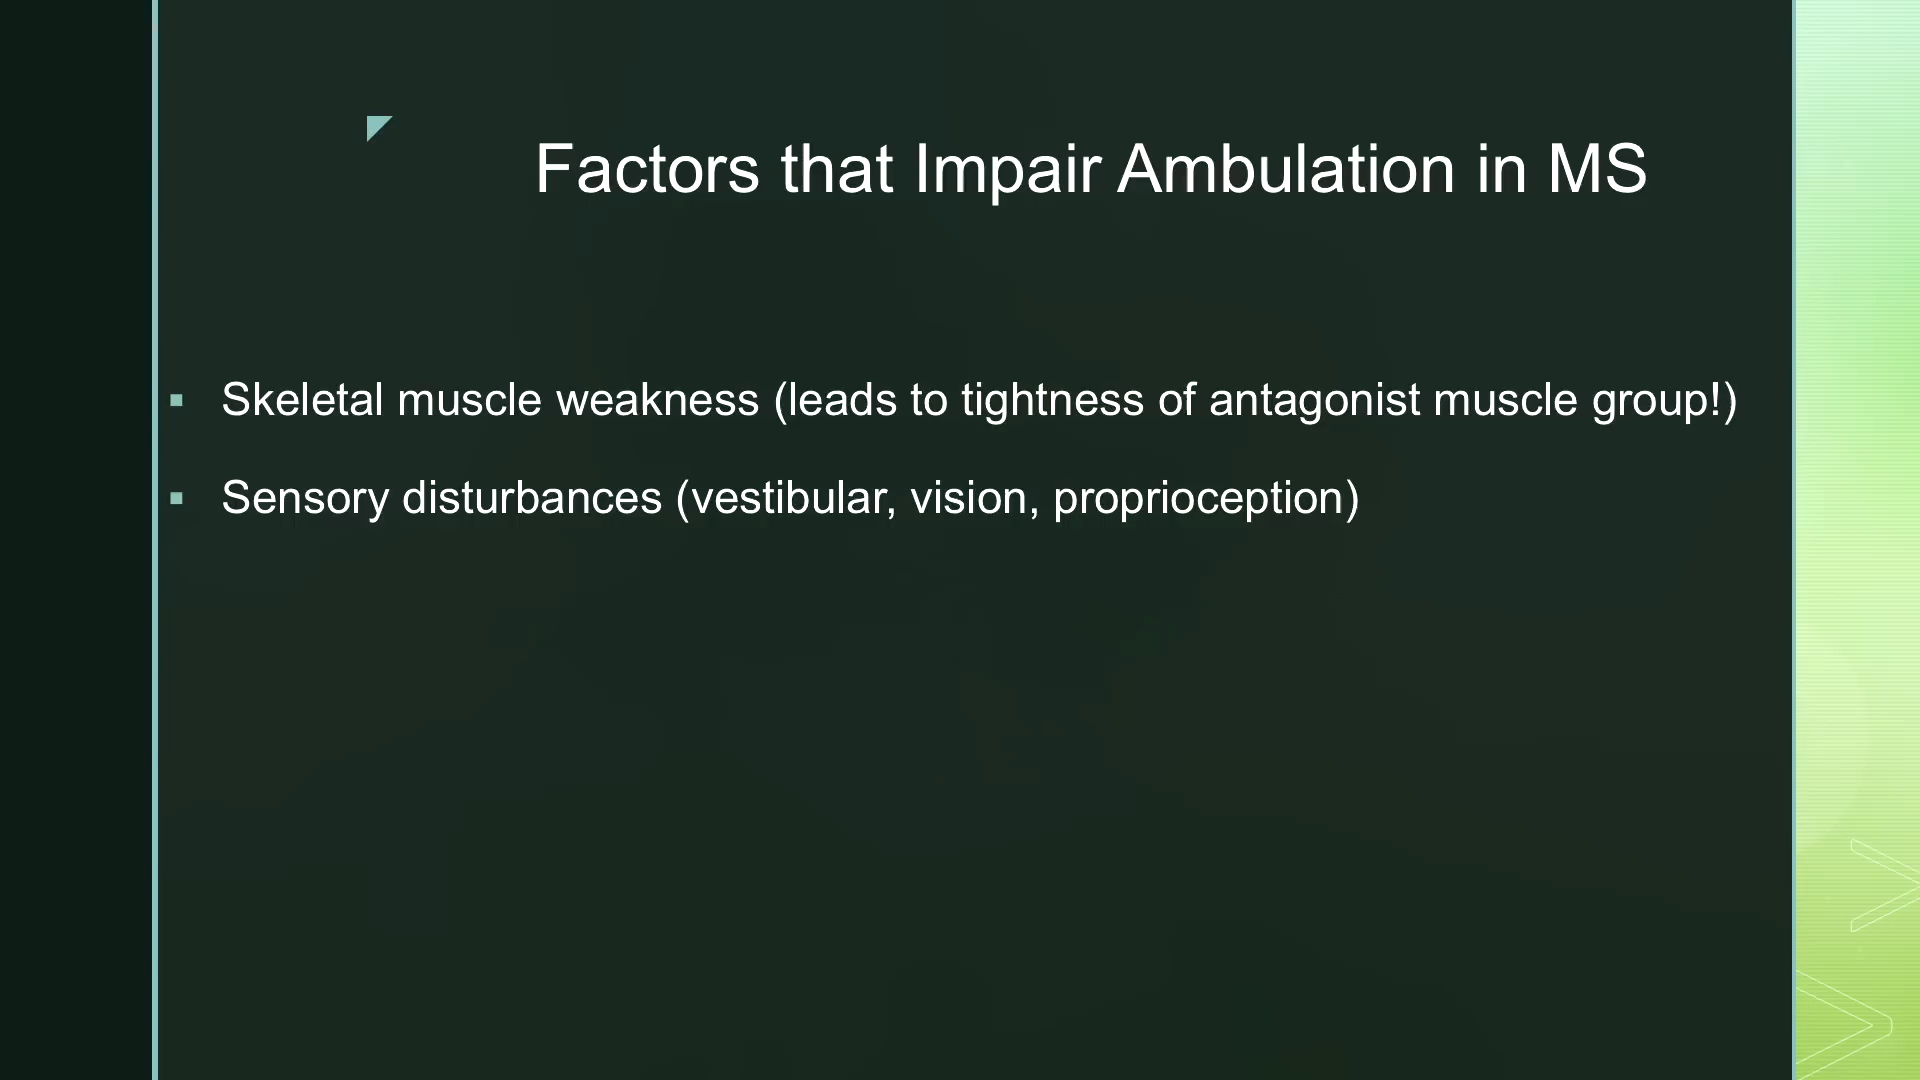 Factors that Impair Ambulation in MS
▪ Skeletal muscle weakness (leads to tightness of antagonist muscle group!)
▪ Sensory disturbances (vestibular, vision, proprioception)